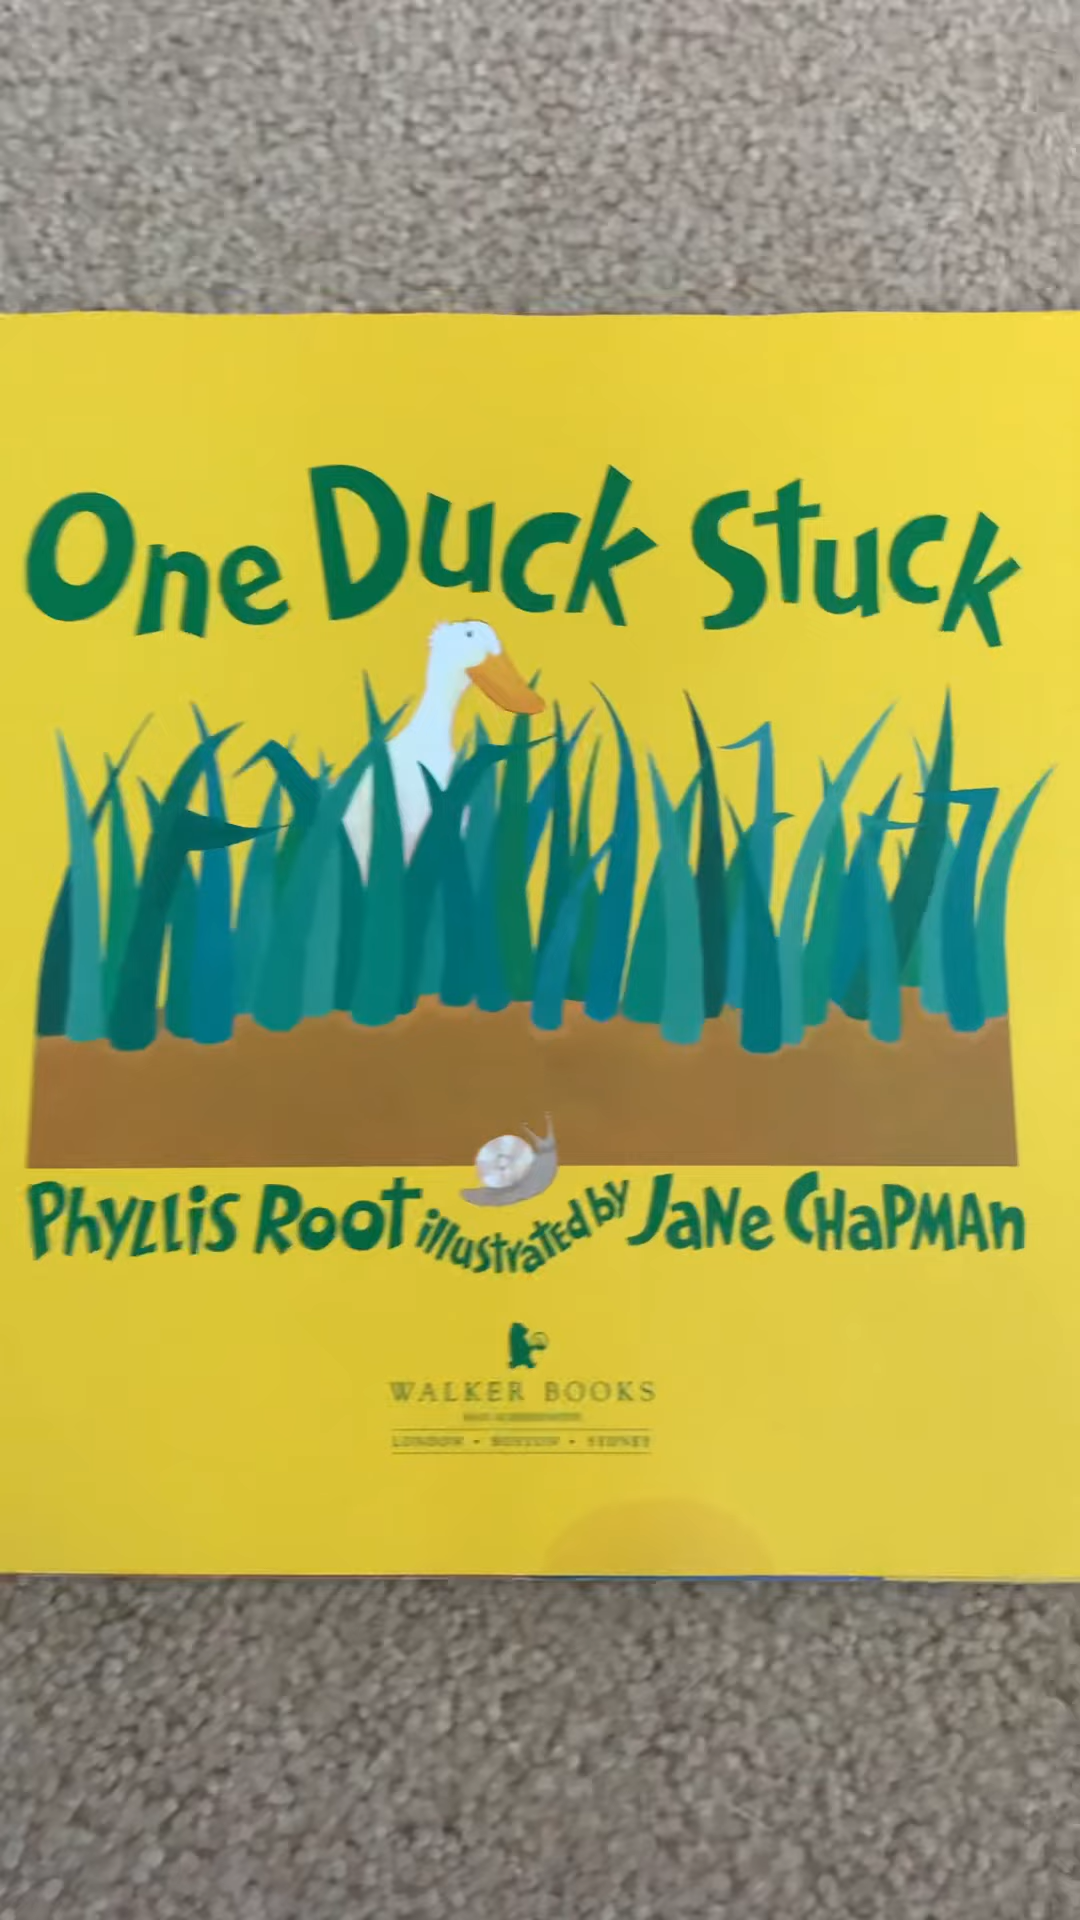 One Duck Stuck
Phyllis Root illustrated by Jane Chapman
WALKER BOOKS
LONDON • BOSTON • SYDNEY